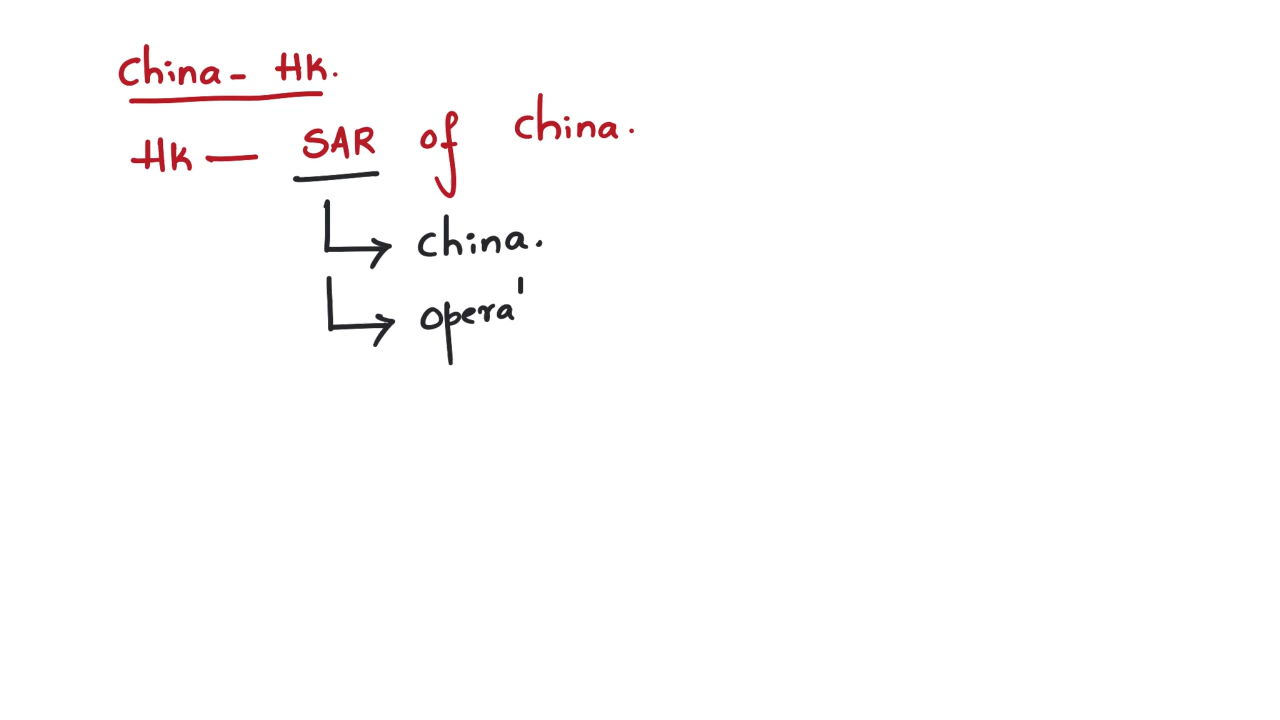 China - HK.
HK — SAR of China.
↳ China.
↳ opera'